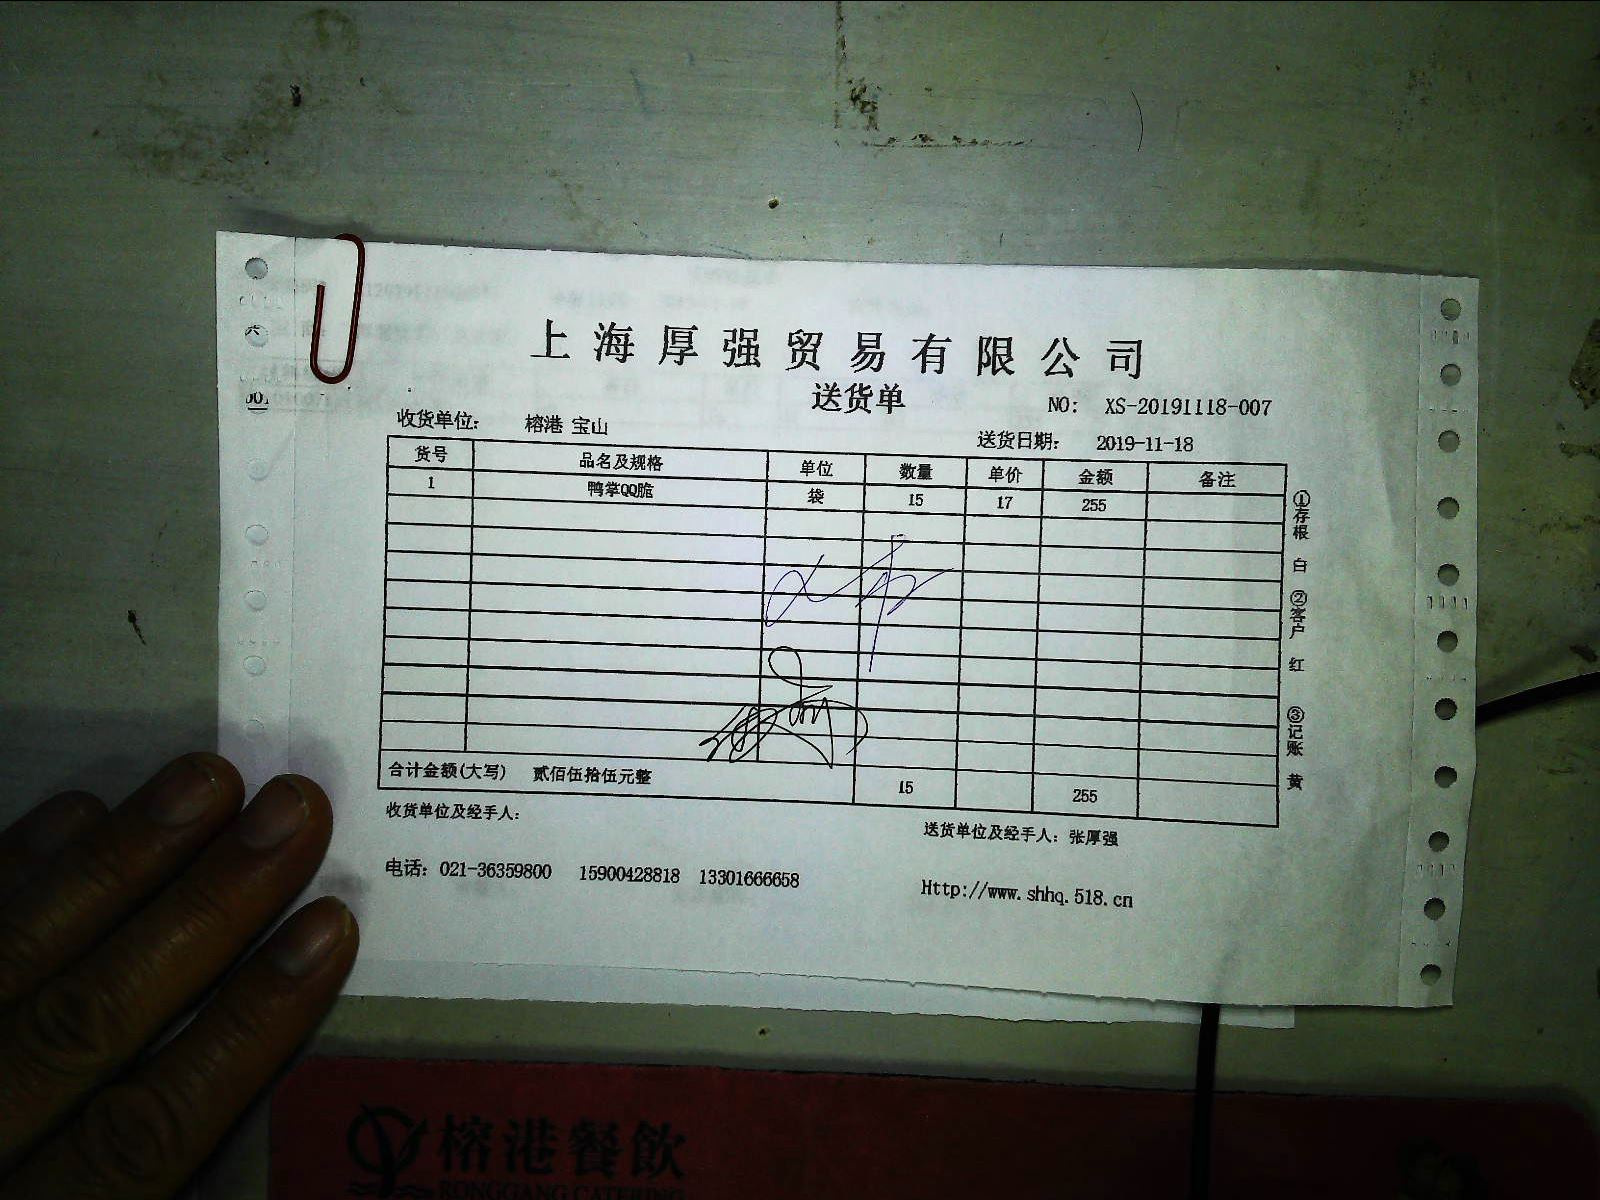 上海厚强贸易有限公司
送货单
NO: XS-20191118-007
收货单位: 榕港 宝山
送货日期: 2019-11-18
货号 品名及规格 单位 数量 单价 金额 备注
1 鸭掌QQ脆 袋 15 17 255
合计金额(大写) 贰佰伍拾伍元整 15 255
收货单位及经手人:
送货单位及经手人: 张厚强
电话: 021-36359800 15900428818 13301666658
Http://www.shhq.518.cn
①存根 白 ②客户 红 ③记账 黄
榕港餐飲
RONGGANG CATERING